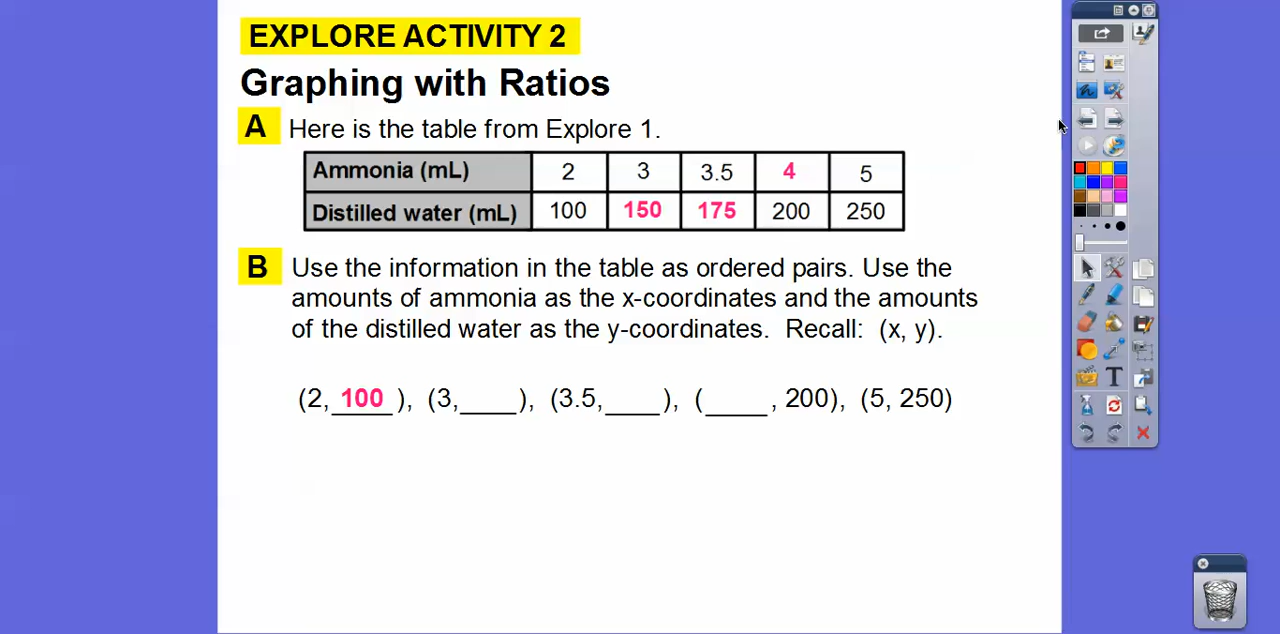 EXPLORE ACTIVITY 2
Graphing with Ratios
A Here is the table from Explore 1.
Ammonia (mL) 2 3 3.5 4 5
Distilled water (mL) 100 150 175 200 250
B Use the information in the table as ordered pairs. Use the
amounts of ammonia as the x-coordinates and the amounts
of the distilled water as the y-coordinates. Recall: (x, y).
(2, 100 ), (3,____ ), (3.5,____ ), ( ____ , 200), (5, 250)